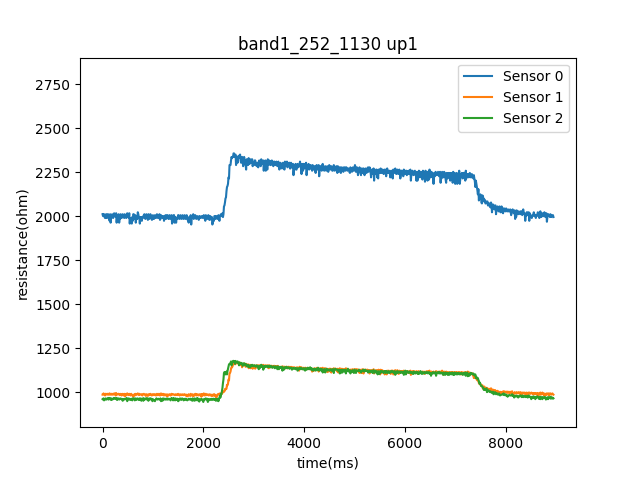 band1_252_1130 up1
Sensor 0
Sensor 1
Sensor 2
resistance(ohm)
2750
2500
2250
2000
1750
1500
1250
1000
0
2000
4000
6000
8000
time(ms)